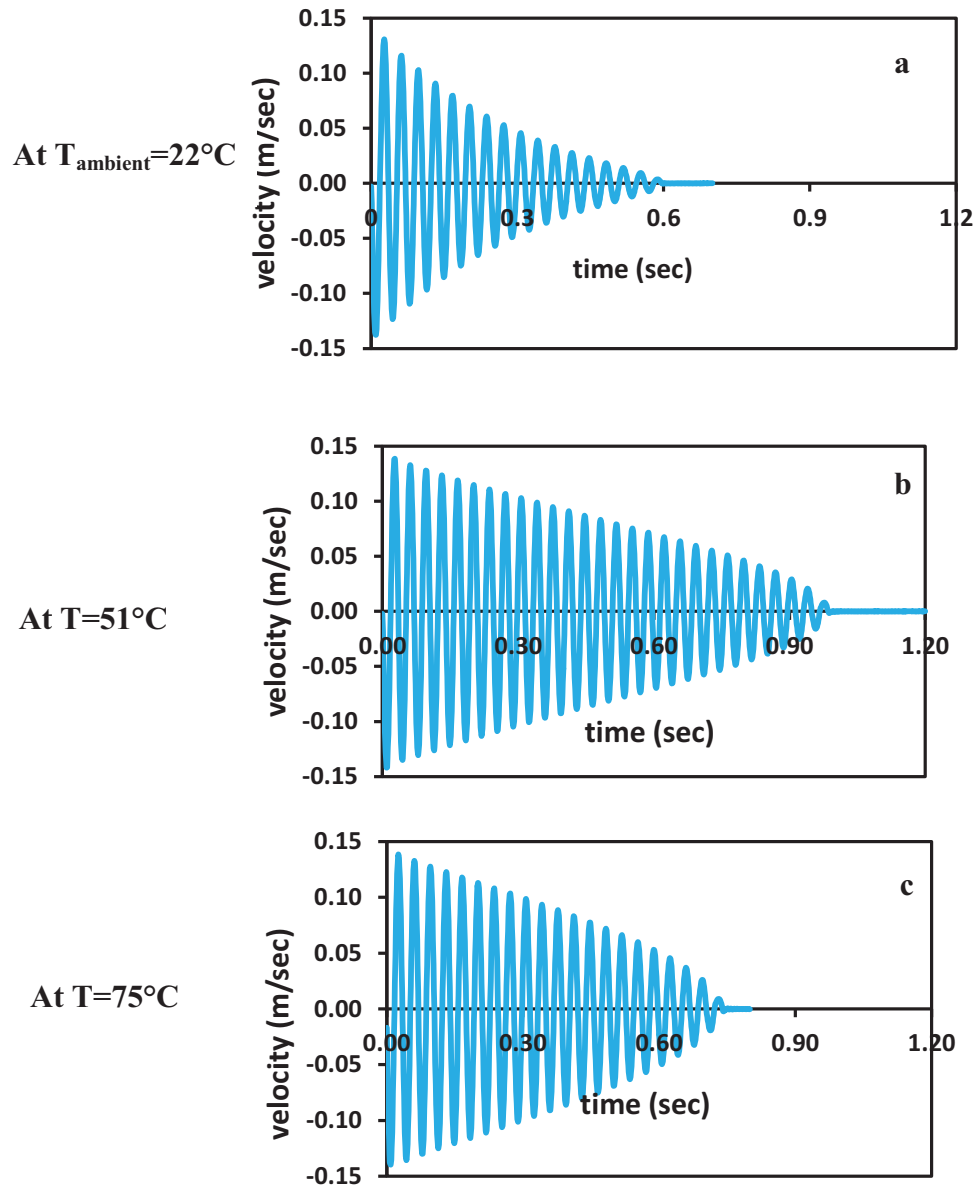 0.15
a
0.10
0.05
At Tambient=22°C
0.00
0 0.3 0.6 0.9 1.2
-0.05
time (sec)
-0.10
-0.15
velocity (m/sec)
0.15
b
0.10
0.05
At T=51°C
0.00
0.00 0.30 0.60 0.90 1.20
-0.05
-0.10
time (sec)
-0.15
velocity (m/sec)
0.15
c
0.10
0.05
At T=75°C
0.00
0.00 0.30 0.60 0.90 1.20
-0.05
time (sec)
-0.10
-0.15
velocity (m/sec)